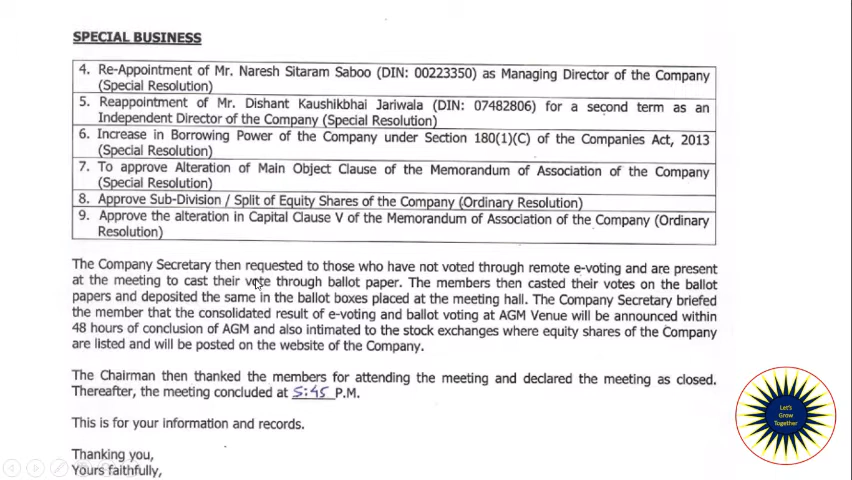 SPECIAL BUSINESS
4. Re-Appointment of Mr. Naresh Sitaram Saboo (DIN: 00223350) as Managing Director of the Company
(Special Resolution)
5. Reappointment of Mr. Dishant Kaushikbhai Jariwala (DIN: 07482806) for a second term as an
Independent Director of the Company (Special Resolution)
6. Increase in Borrowing Power of the Company under Section 180(1)(C) of the Companies Act, 2013
(Special Resolution)
7. To approve Alteration of Main Object Clause of the Memorandum of Association of the Company
(Special Resolution)
8. Approve Sub-Division / Split of Equity Shares of the Company (Ordinary Resolution)
9. Approve the alteration in Capital Clause V of the Memorandum of Association of the Company (Ordinary
Resolution)
The Company Secretary then requested to those who have not voted through remote e-voting and are present
at the meeting to cast their vote through ballot paper. The members then casted their votes on the ballot
papers and deposited the same in the ballot boxes placed at the meeting hall. The Company Secretary briefed
the member that the consolidated result of e-voting and ballot voting at AGM Venue will be announced within
48 hours of conclusion of AGM and also intimated to the stock exchanges where equity shares of the Company
are listed and will be posted on the website of the Company.
The Chairman then thanked the members for attending the meeting and declared the meeting as closed.
Thereafter, the meeting concluded at 5:45 P.M.
This is for your information and records.
Thanking you,
Yours faithfully,
Let's
Grow
Together